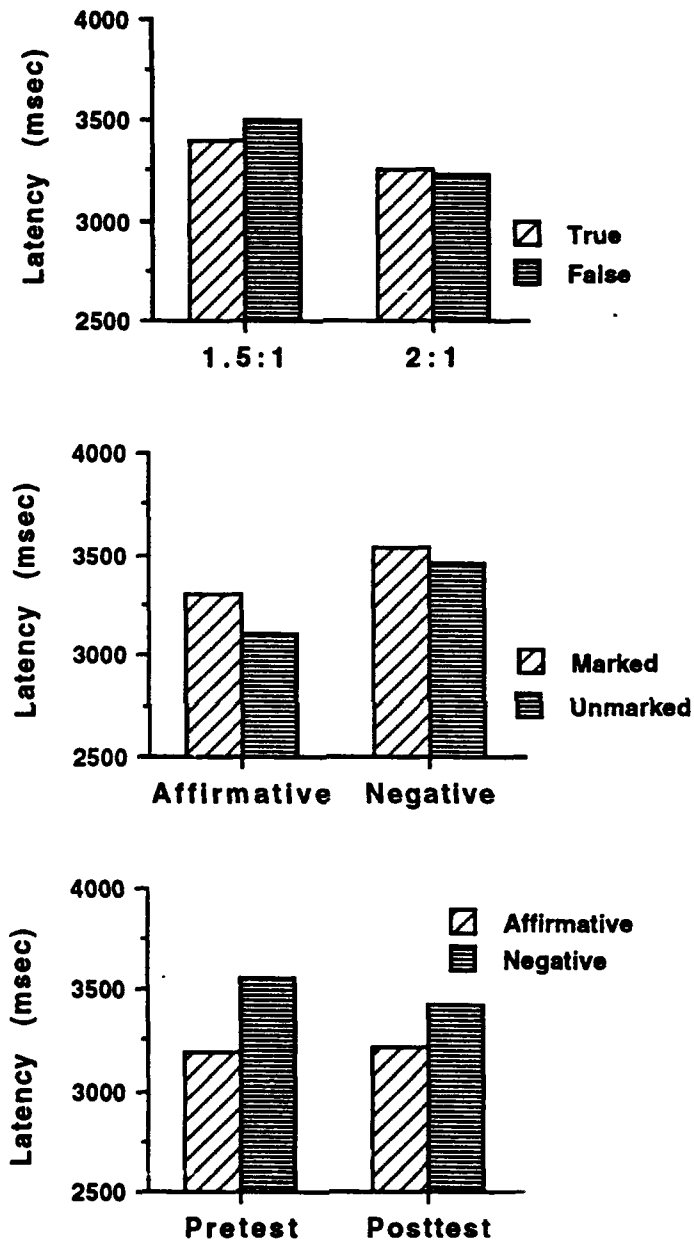 4000
3500
3000
2500
Latency (msec)
1.5:1 2:1
True
False
4000
3500
3000
2500
Latency (msec)
Affirmative Negative
Marked
Unmarked
4000
3500
3000
2500
Latency (msec)
Pretest Posttest
Affirmative
Negative